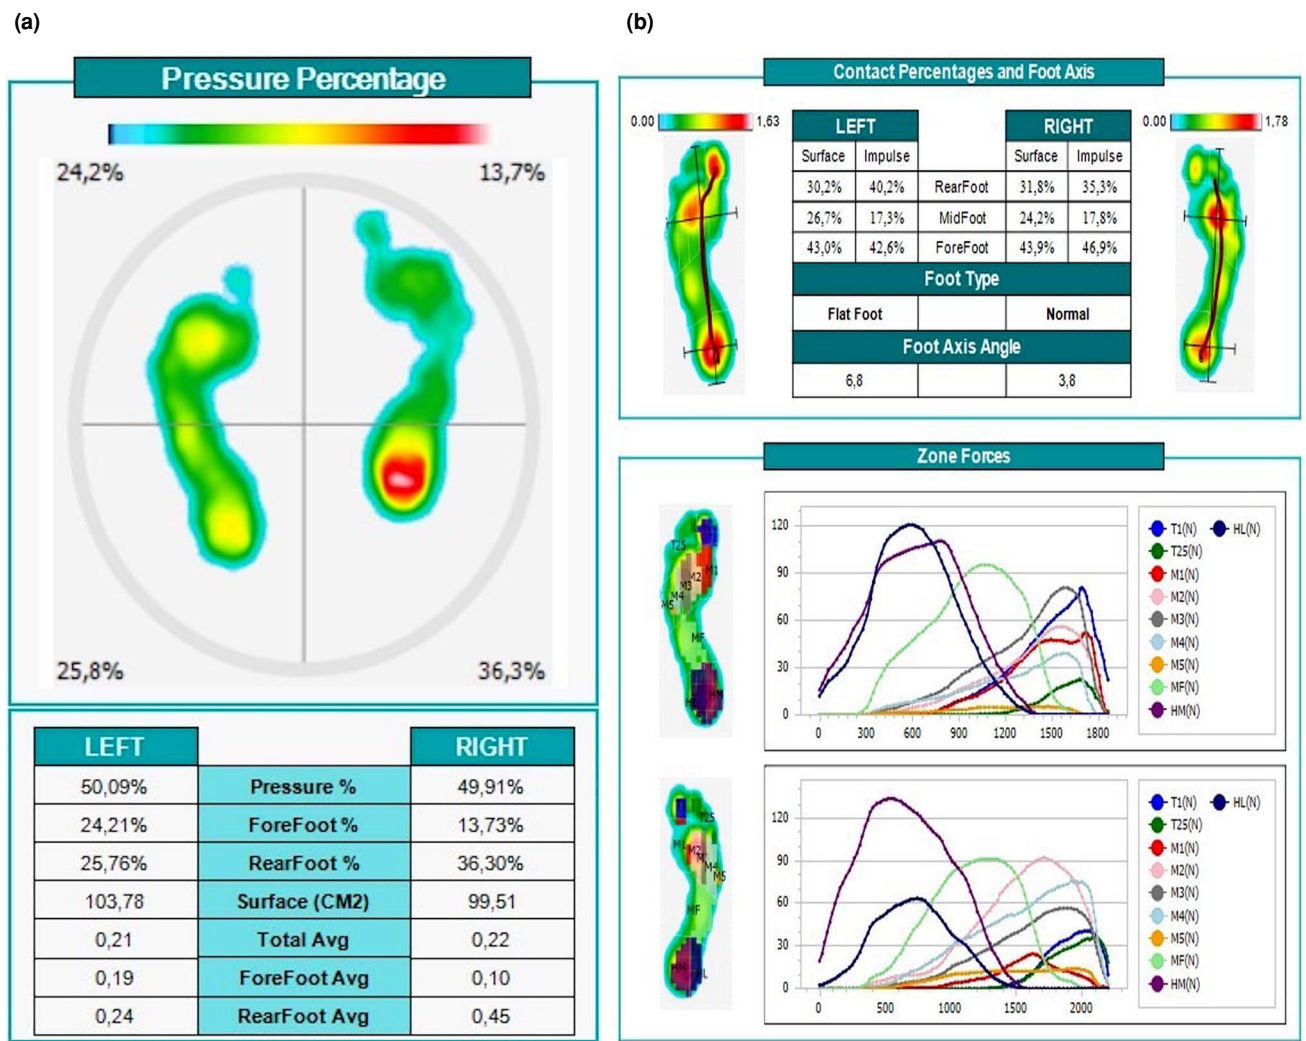 (a)
(b)
Pressure Percentage
24,2%
13,7%
25,8%
36,3%
LEFT RIGHT
50,09% Pressure % 49,91%
24,21% ForeFoot % 13,73%
25,76% RearFoot % 36,30%
103,78 Surface (CM2) 99,51
0,21 Total Avg 0,22
0,19 ForeFoot Avg 0,10
0,24 RearFoot Avg 0,45
Contact Percentages and Foot Axis
0.00 1,63
0.00 1,78
LEFT RIGHT
Surface Impulse Surface Impulse
30,2% 40,2% RearFoot 31,8% 35,3%
26,7% 17,3% MidFoot 24,2% 17,8%
43,0% 42,6% ForeFoot 43,9% 46,9%
Foot Type
Flat Foot Normal
Foot Axis Angle
6,8 3,8
Zone Forces
T25
M1
M2
M3
M4
M5
MF
HM
120
90
60
30
0
0 300 600 900 1200 1500 1800
T1(N) HL(N)
T25(N)
M1(N)
M2(N)
M3(N)
M4(N)
M5(N)
MF(N)
HM(N)
T25
M1
M2
M4
M5
MF
HM
120
90
60
30
0
0 500 1000 1500 2000
T1(N) HL(N)
T25(N)
M1(N)
M2(N)
M3(N)
M4(N)
M5(N)
MF(N)
HM(N)